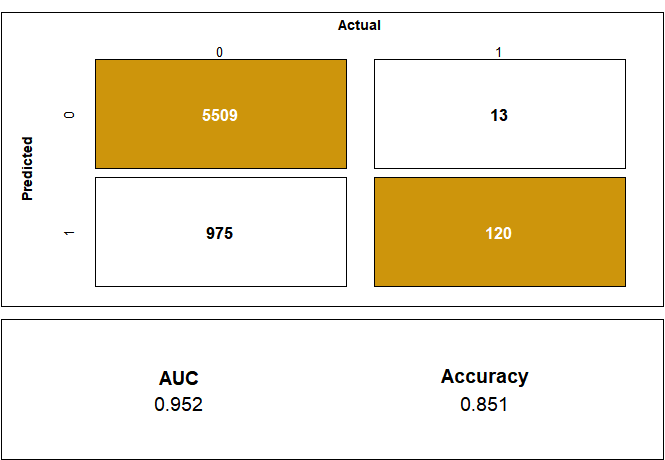 Actual
0 1
0 5509 13
Predicted
1 975 120
AUC Accuracy
0.952 0.851